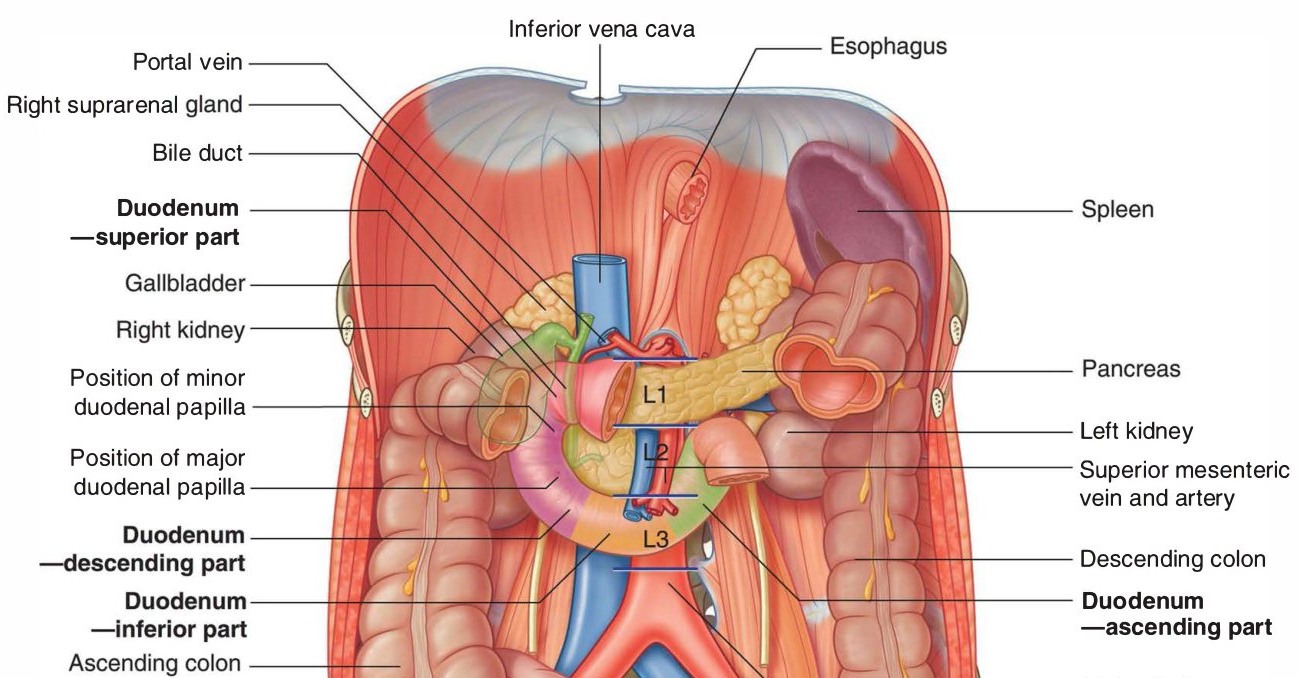 Inferior vena cava
Esophagus
Portal vein
Right suprarenal gland
Bile duct
Duodenum
—superior part
Spleen
Gallbladder
Right kidney
Position of minor
duodenal papilla
Pancreas
L1
Left kidney
L2
Position of major
duodenal papilla
Superior mesenteric
vein and artery
Duodenum
—descending part
L3
Descending colon
Duodenum
—inferior part
Duodenum
—ascending part
Ascending colon